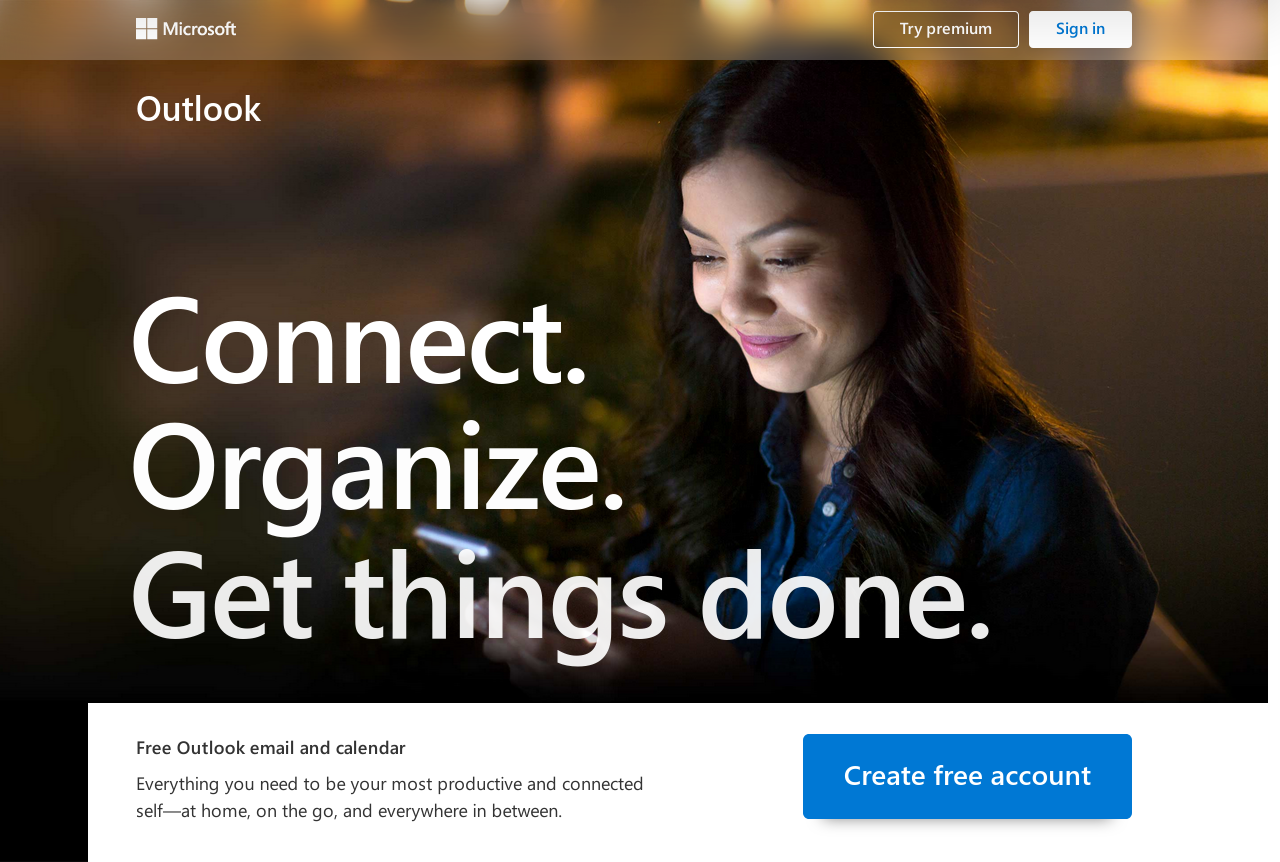 Microsoft
Try premium
Sign in
Outlook
Connect.
Organize.
Get things done.
Free Outlook email and calendar
Everything you need to be your most productive and connected
self—at home, on the go, and everywhere in between.
Create free account